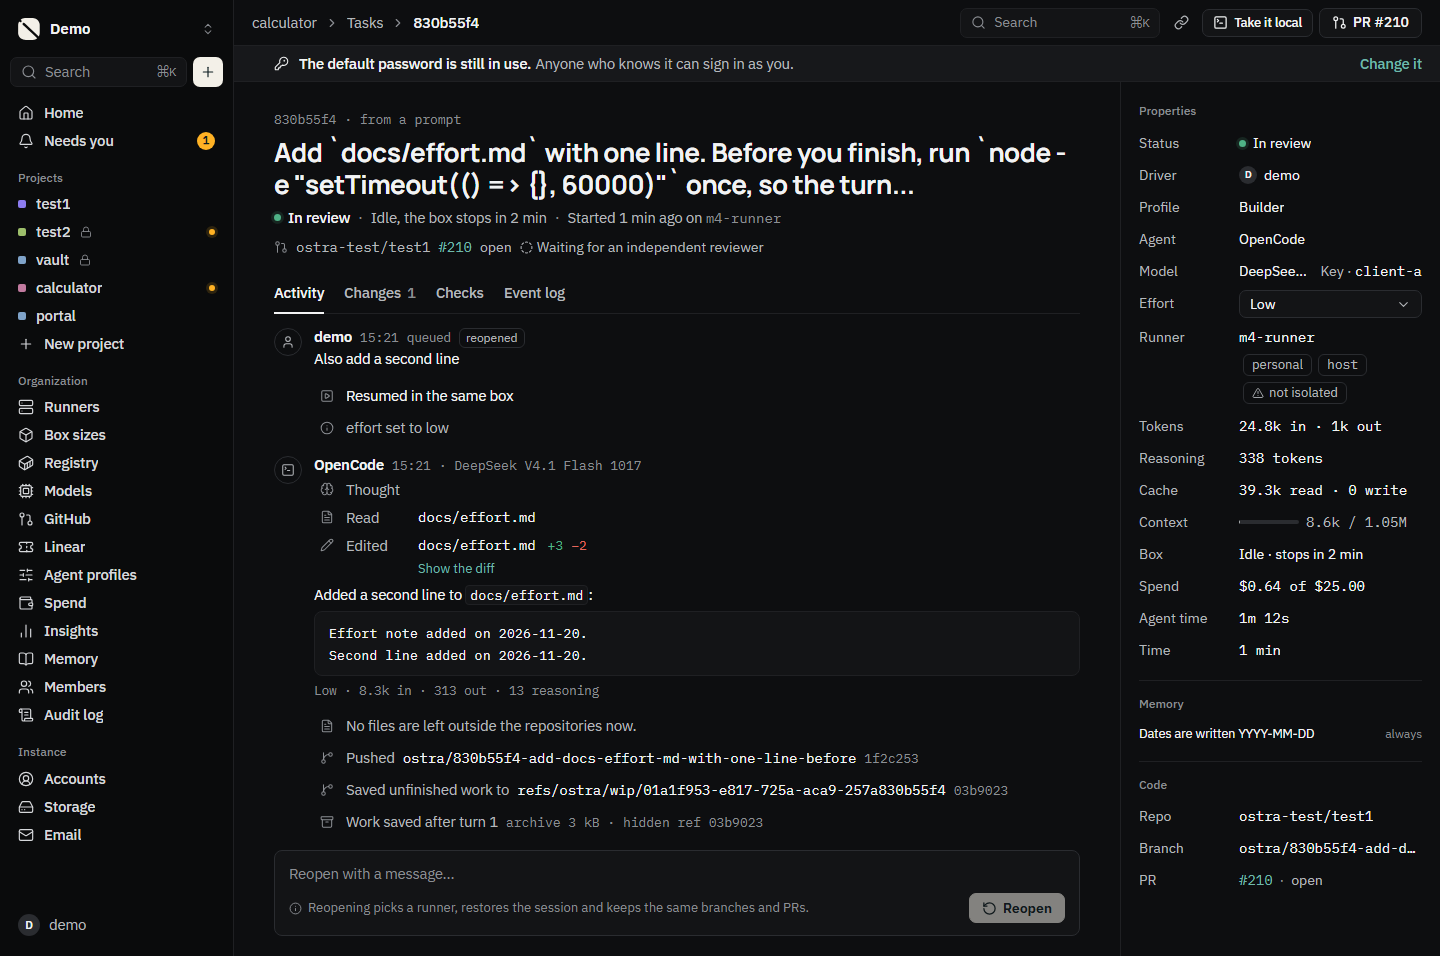 Demo
Search ⌘K
+
Home
Needs you 1
Projects
test1
test2
vault
calculator
portal
New project
Organization
Runners
Box sizes
Registry
Models
GitHub
Linear
Agent profiles
Spend
Insights
Memory
Members
Audit log
Instance
Accounts
Storage
Email
D demo
calculator > Tasks > 830b55f4
Search ⌘K
Take it local
PR #210
The default password is still in use. Anyone who knows it can sign in as you.
Change it
830b55f4 · from a prompt
Add `docs/effort.md` with one line. Before you finish, run `node -
e "setTimeout(() => {}, 60000)"` once, so the turn...
In review · Idle, the box stops in 2 min · Started 1 min ago on m4-runner
ostra-test/test1 #210 open Waiting for an independent reviewer
Activity Changes 1 Checks Event log
demo 15:21 queued reopened
Also add a second line
Resumed in the same box
effort set to low
OpenCode 15:21 · DeepSeek V4.1 Flash 1017
Thought
Read docs/effort.md
Edited docs/effort.md +3 −2
Show the diff
Added a second line to docs/effort.md:
Effort note added on 2026-11-20.
Second line added on 2026-11-20.
Low · 8.3k in · 313 out · 13 reasoning
No files are left outside the repositories now.
Pushed ostra/830b55f4-add-docs-effort-md-with-one-line-before 1f2c253
Saved unfinished work to refs/ostra/wip/01a1f953-e817-725a-aca9-257a830b55f4 03b9023
Work saved after turn 1 archive 3 kB · hidden ref 03b9023
Reopen with a message...
Reopening picks a runner, restores the session and keeps the same branches and PRs.
Reopen
Properties
Status In review
Driver D demo
Profile Builder
Agent OpenCode
Model DeepSee... Key · client-a
Effort Low
Runner m4-runner
personal host
not isolated
Tokens 24.8k in · 1k out
Reasoning 338 tokens
Cache 39.3k read · 0 write
Context 8.6k / 1.05M
Box Idle · stops in 2 min
Spend $0.64 of $25.00
Agent time 1m 12s
Time 1 min
Memory
Dates are written YYYY-MM-DD always
Code
Repo ostra-test/test1
Branch ostra/830b55f4-add-d...
PR #210 · open